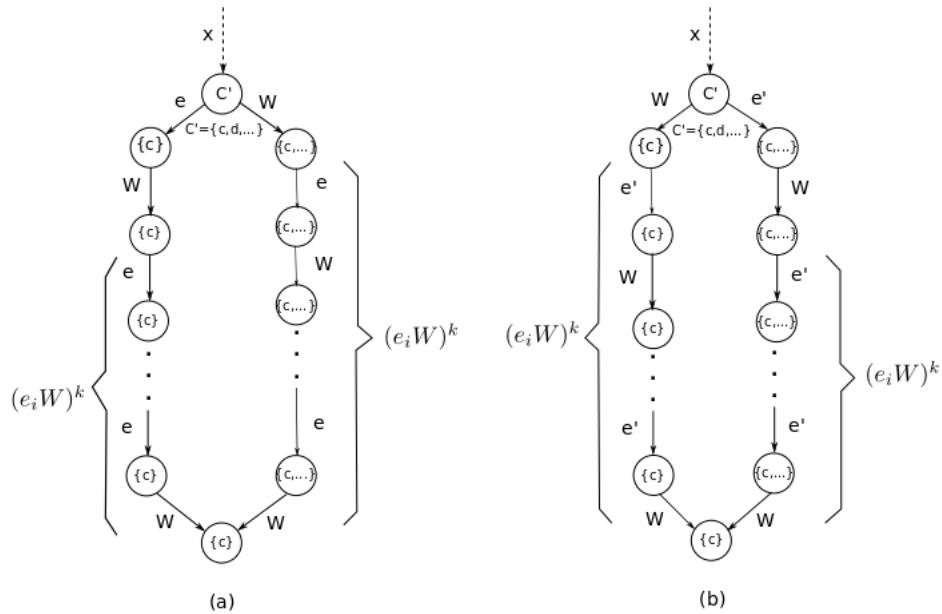 x
C'
e W
C'={c,d,...}
{c} {c,...}
W e
{c} {c,...}
e W
{c} {c,...}
(e_iW)^k
(e_iW)^k
e e
{c} {c,...}
W W
{c}
(a)
x
C'
W e'
C'={c,d,...}
{c} {c,...}
e' W
{c} {c,...}
W e'
{c} {c,...}
(e_iW)^k
(e_iW)^k
e' e'
{c} {c,...}
W W
{c}
(b)